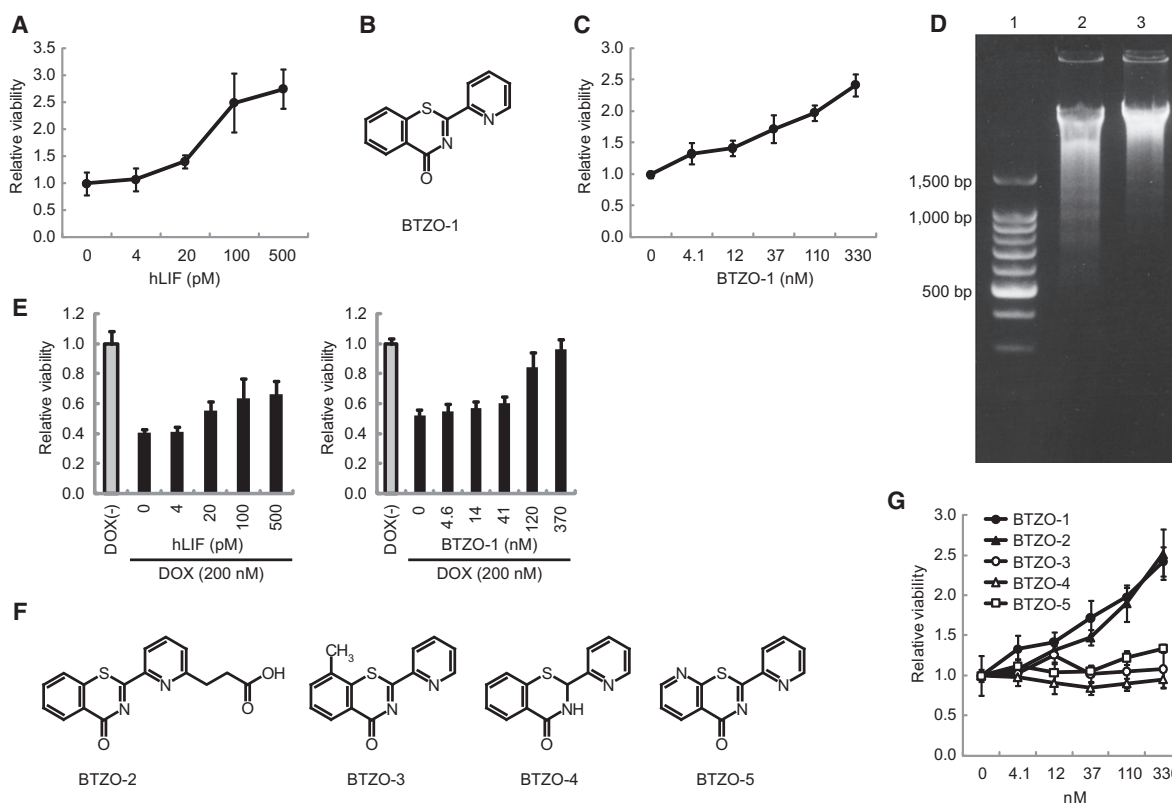 A
Relative viability
3.5
3.0
2.5
2.0
1.5
1.0
0.5
0.0
0 4 20 100 500
hLIF (pM)
B
S
N
N
O
BTZO-1
C
Relative viability
3.0
2.5
2.0
1.5
1.0
0.5
0.0
0 4.1 12 37 110 330
BTZO-1 (nM)
D
1 2 3
1,500 bp
1,000 bp
500 bp
E
Relative viability
1.2
1.0
0.8
0.6
0.4
0.2
0.0
DOX(-) 0 4 20 100 500
hLIF (pM)
DOX (200 nM)
Relative viability
1.2
1.0
0.8
0.6
0.4
0.2
0.0
DOX(-) 0 4.6 14 41 120 370
BTZO-1 (nM)
DOX (200 nM)
F
S
N
N
O
OH
O
BTZO-2
CH3
S
N
N
O
BTZO-3
S
N
NH
O
BTZO-4
N
S
N
N
O
BTZO-5
G
Relative viability
3.0
2.5
2.0
1.5
1.0
0.5
0.0
BTZO-1
BTZO-2
BTZO-3
BTZO-4
BTZO-5
0 4.1 12 37 110 330
nM